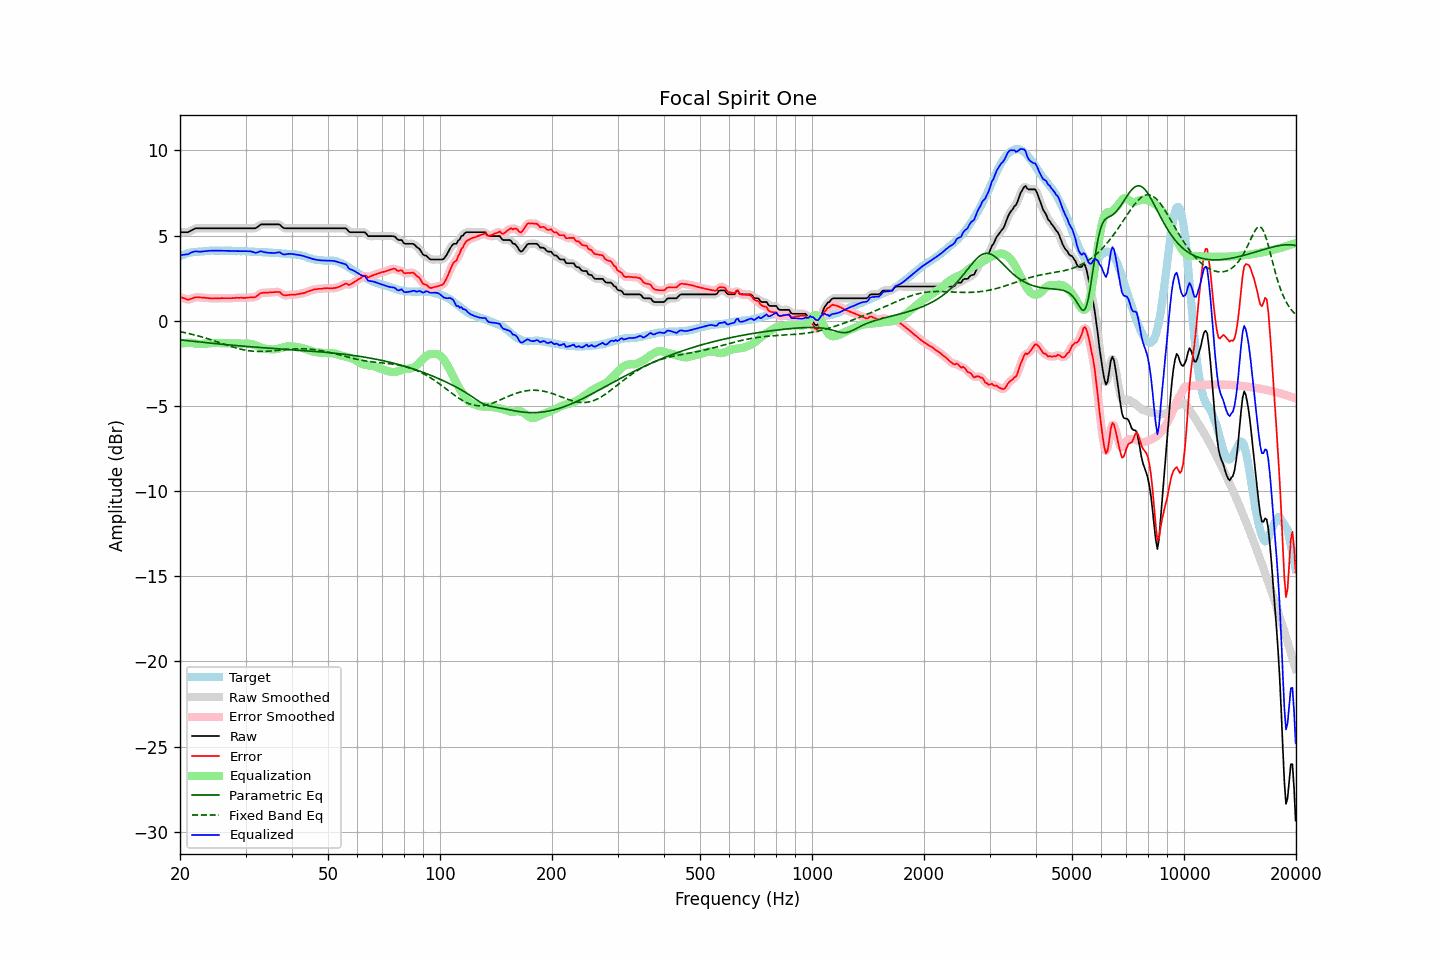 Focal Spirit One
10
5
0
−5
−10
−15
−20
−25
−30
Amplitude (dBr)
Target
Raw Smoothed
Error Smoothed
Raw
Error
Equalization
Parametric Eq
Fixed Band Eq
Equalized
20 50 100 200 500 1000 2000 5000 10000 20000
Frequency (Hz)